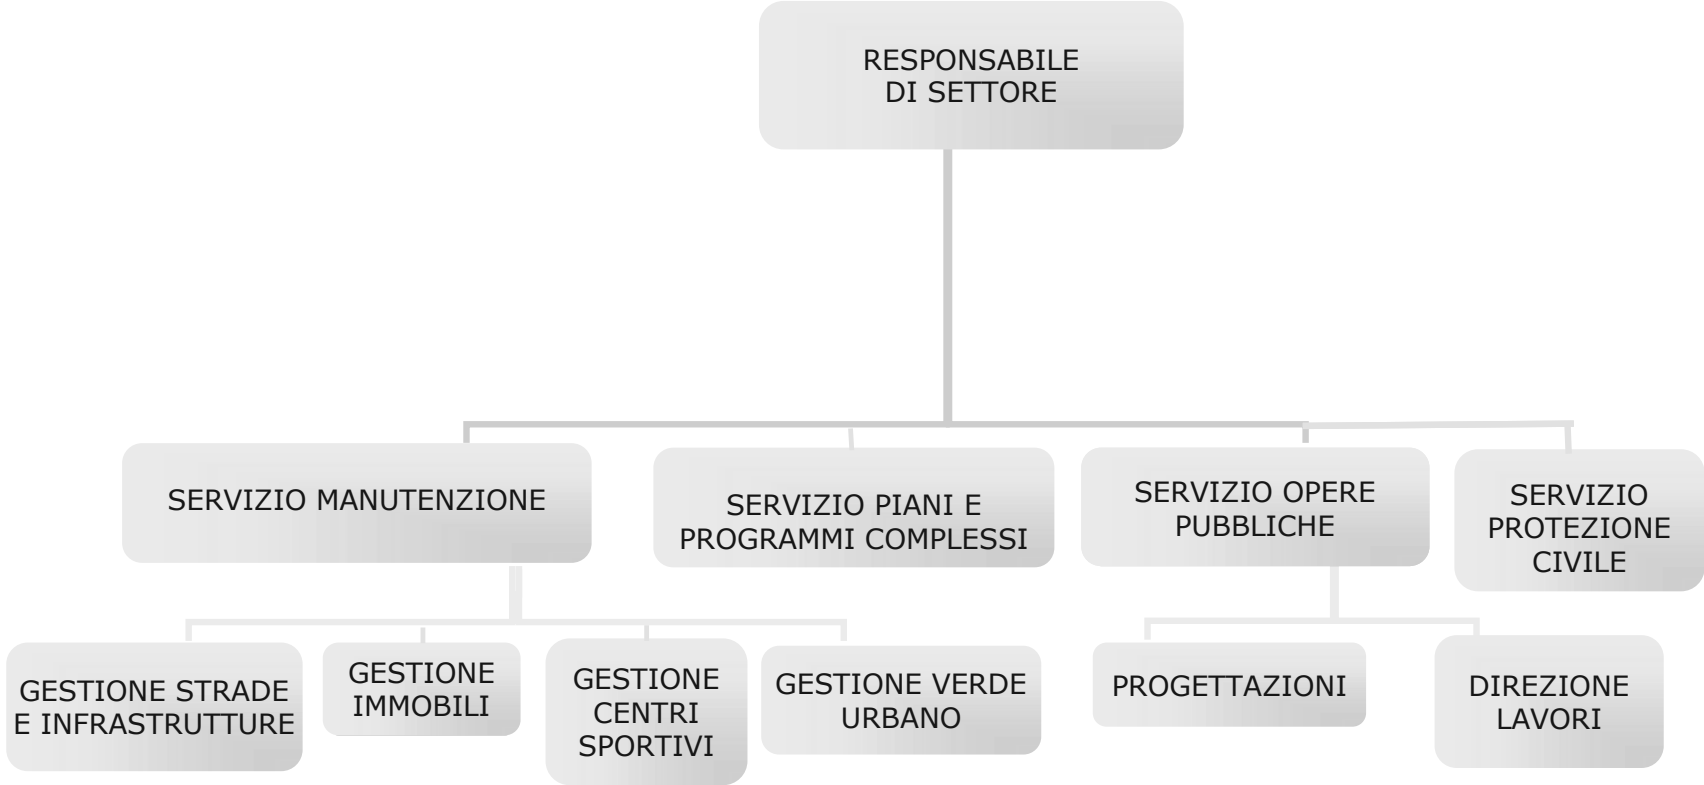 RESPONSABILE
DI SETTORE
SERVIZIO MANUTENZIONE
SERVIZIO PIANI E
PROGRAMMI COMPLESSI
SERVIZIO OPERE
PUBBLICHE
SERVIZIO
PROTEZIONE
CIVILE
GESTIONE STRADE
E INFRASTRUTTURE
GESTIONE
IMMOBILI
GESTIONE
CENTRI
SPORTIVI
GESTIONE VERDE
URBANO
PROGETTAZIONI
DIREZIONE
LAVORI